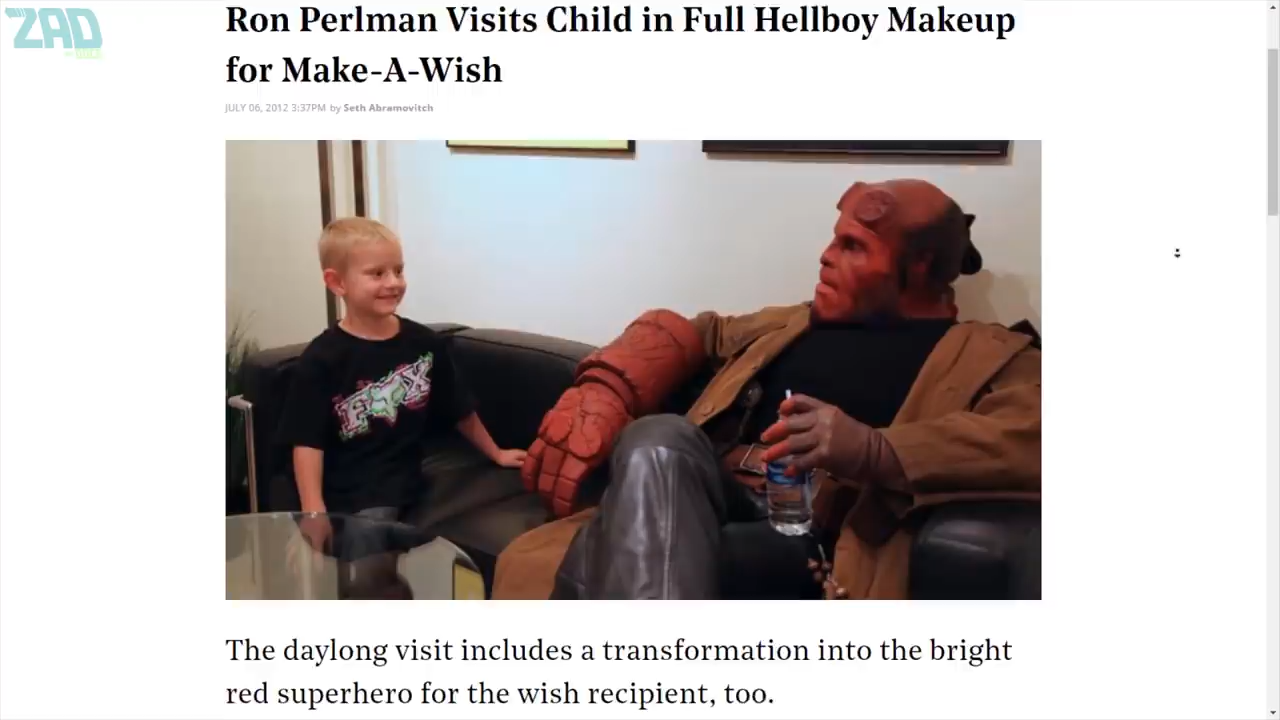 ZAD
Ron Perlman Visits Child in Full Hellboy Makeup
for Make-A-Wish
JULY 06, 2012 3:37PM by Seth Abramovitch
FOX
The daylong visit includes a transformation into the bright
red superhero for the wish recipient, too.